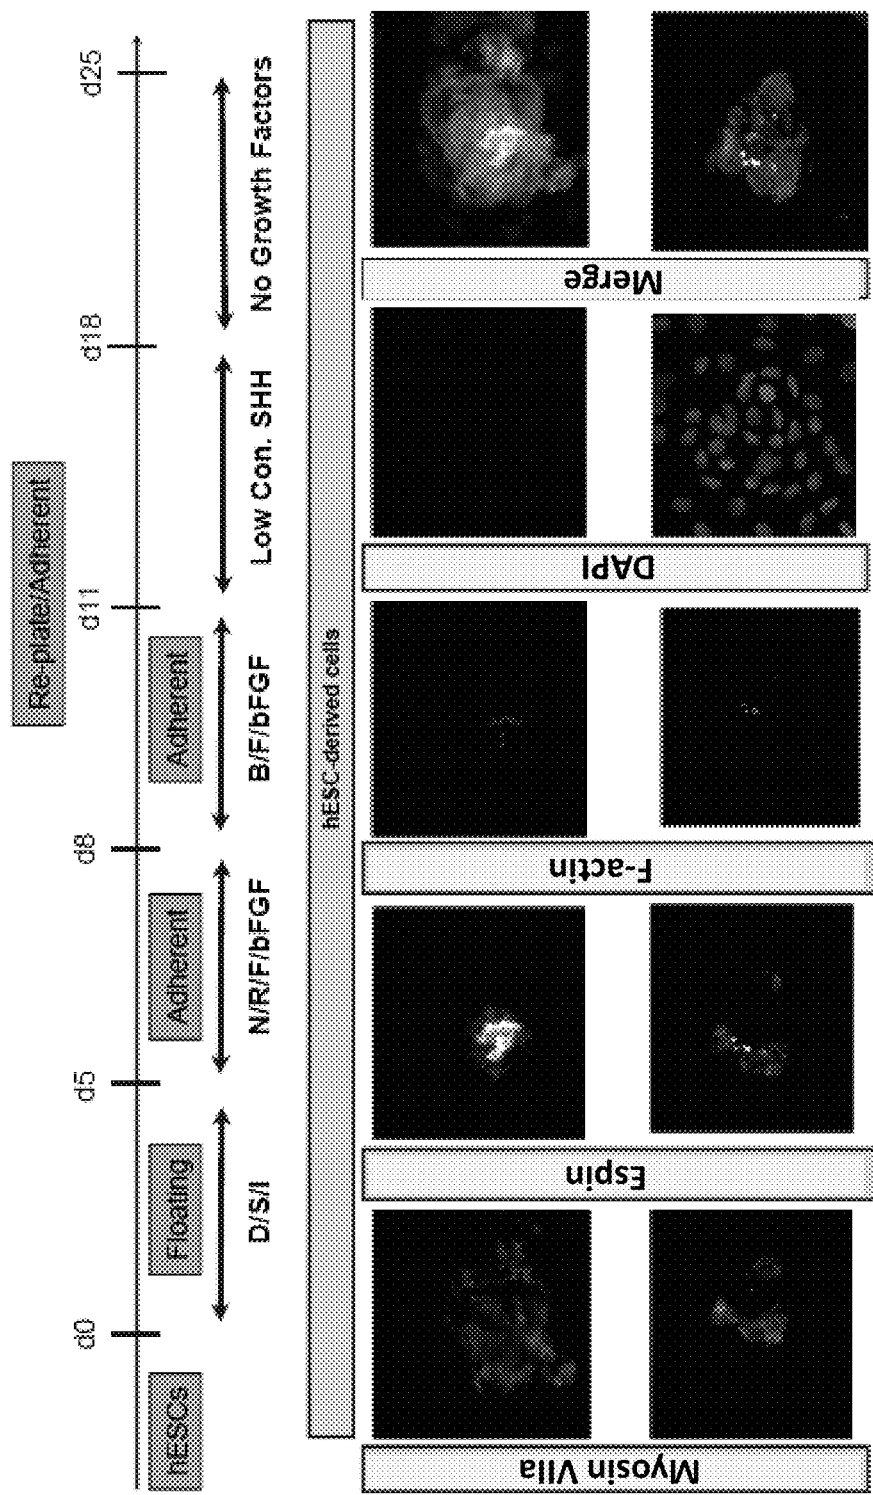 Re-plate/Adherent
d0
d5
d8
d11
d18
d25
hESCs
Floating
Adherent
Adherent
D/S/I
N/R/F/bFGF
B/F/bFGF
Low Con. SHH
No Growth Factors
hESC-derived cells
Myosin VIIa
Espin
F-actin
DAPI
Merge